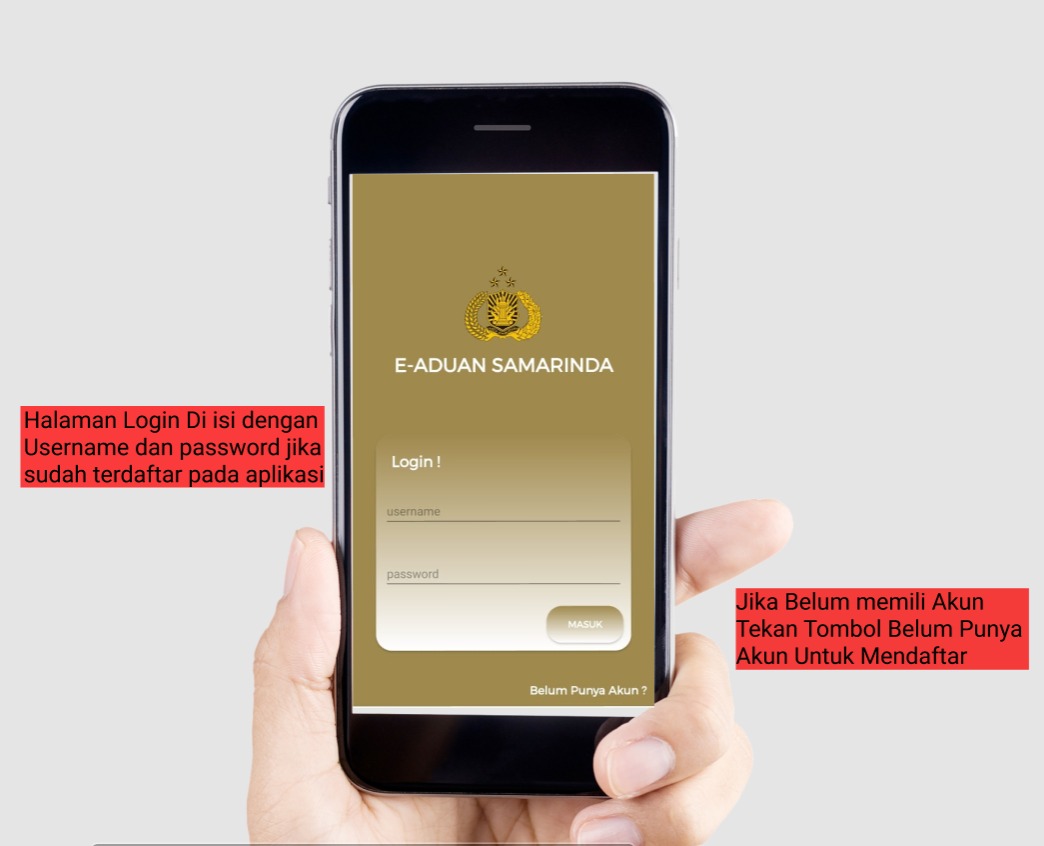 E-ADUAN SAMARINDA
Halaman Login Di isi dengan
Username dan password jika
sudah terdaftar pada aplikasi
Login !
username
password
MASUK
Jika Belum memili Akun
Tekan Tombol Belum Punya
Akun Untuk Mendaftar
Belum Punya Akun ?